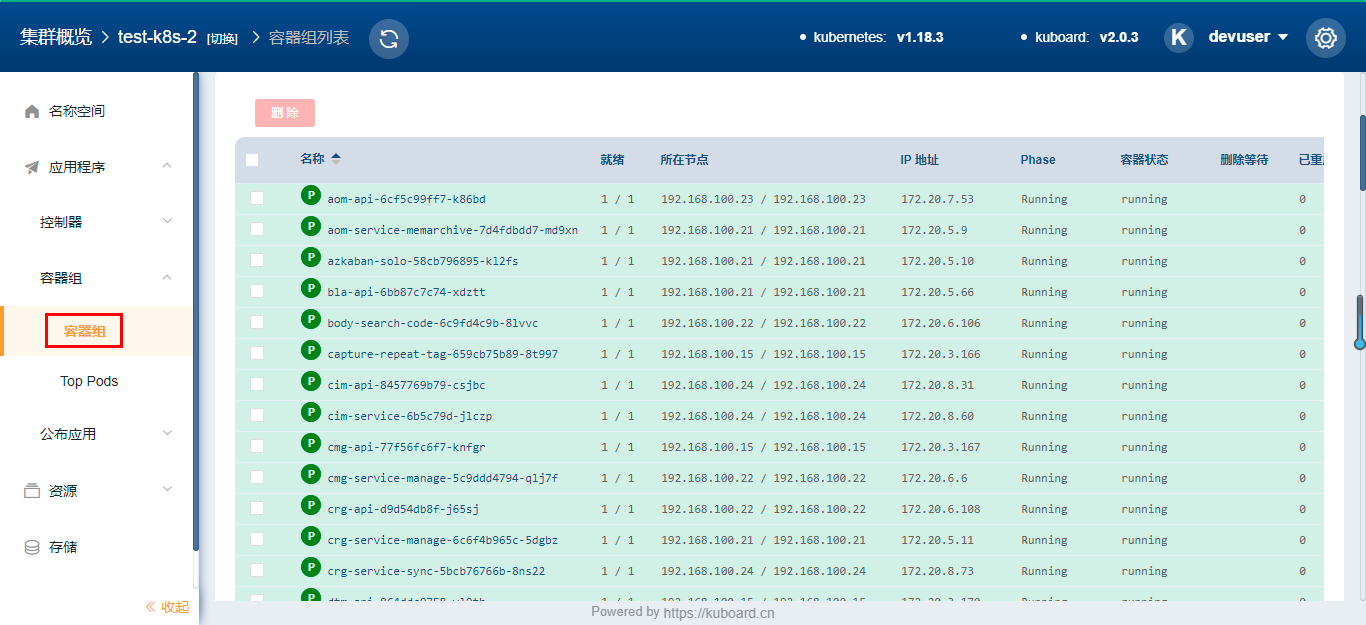 集群概览 > test-k8s-2 [切换] > 容器组列表 • kubernetes: v1.18.3 • kuboard: v2.0.3 K devuser
名称空间
应用程序
控制器
容器组
容器组
Top Pods
公布应用
资源
存储
« 收起
删 除
名称 就绪 所在节点 IP 地址 Phase 容器状态 删除等待 已重
P aom-api-6cf5c99ff7-k86bd 1 / 1 192.168.100.23 / 192.168.100.23 172.20.7.53 Running running 0
P aom-service-memarchive-7d4fdbdd7-md9xn 1 / 1 192.168.100.21 / 192.168.100.21 172.20.5.9 Running running 0
P azkaban-solo-58cb796895-kl2fs 1 / 1 192.168.100.21 / 192.168.100.21 172.20.5.10 Running running 0
P bla-api-6bb87c7c74-xdztt 1 / 1 192.168.100.21 / 192.168.100.21 172.20.5.66 Running running 0
P body-search-code-6c9fd4c9b-8lvvc 1 / 1 192.168.100.22 / 192.168.100.22 172.20.6.106 Running running 0
P capture-repeat-tag-659cb75b89-8t997 1 / 1 192.168.100.15 / 192.168.100.15 172.20.3.166 Running running 0
P cim-api-8457769b79-csjbc 1 / 1 192.168.100.24 / 192.168.100.24 172.20.8.31 Running running 0
P cim-service-6b5c79d-jlczp 1 / 1 192.168.100.24 / 192.168.100.24 172.20.8.60 Running running 0
P cmg-api-77f56fc6f7-knfgr 1 / 1 192.168.100.15 / 192.168.100.15 172.20.3.167 Running running 0
P cmg-service-manage-5c9ddd4794-qlj7f 1 / 1 192.168.100.22 / 192.168.100.22 172.20.6.6 Running running 0
P crg-api-d9d54db8f-j65sj 1 / 1 192.168.100.22 / 192.168.100.22 172.20.6.108 Running running 0
P crg-service-manage-6c6f4b965c-5dgbz 1 / 1 192.168.100.21 / 192.168.100.21 172.20.5.11 Running running 0
P crg-service-sync-5bcb76766b-8ns22 1 / 1 192.168.100.24 / 192.168.100.24 172.20.8.73 Running running 0
Powered by https://kuboard.cn